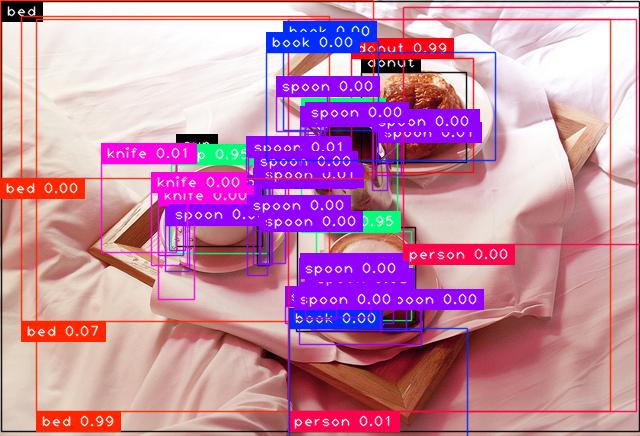 bed
book 0.00
book 0.00
donut 0.99
donut
spoon 0.00
spoon 0.00
spoon 0.00
spoon 0.01
spoon 0.01
knife 0.01
p 0.95
spoon 0.00
spoon 0.01
knife 0.00
bed 0.00
knife 0.00
spoon 0.00
spoon 0.0
spoon 0.00
0.95
person 0.00
spoon 0.00
spoon 0.00
poon 0.00
book 0.00
bed 0.07
bed 0.99
person 0.01